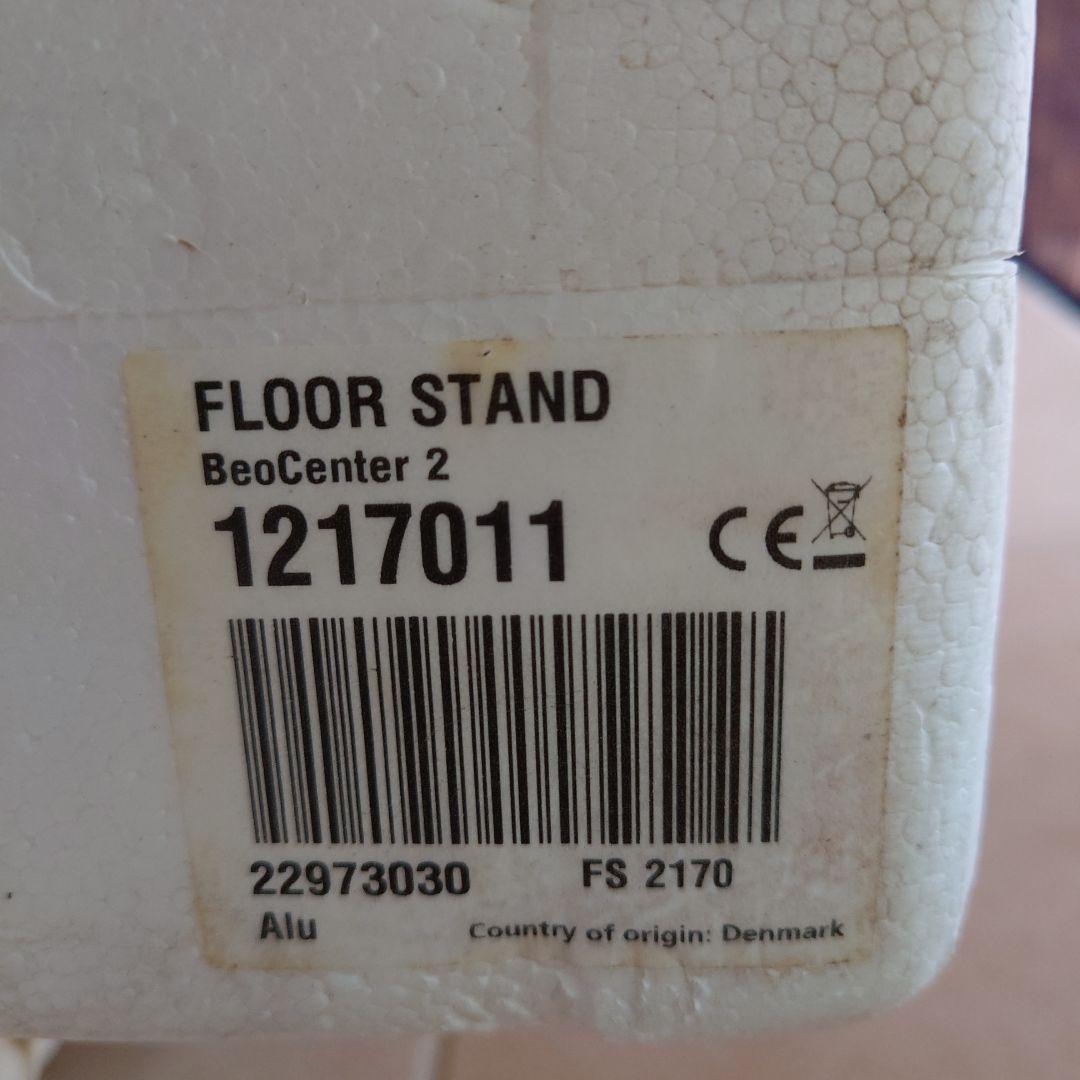 FLOOR STAND
BeoCenter 2
1217011
CE
22973030 FS 2170
Alu Country of origin: Denmark